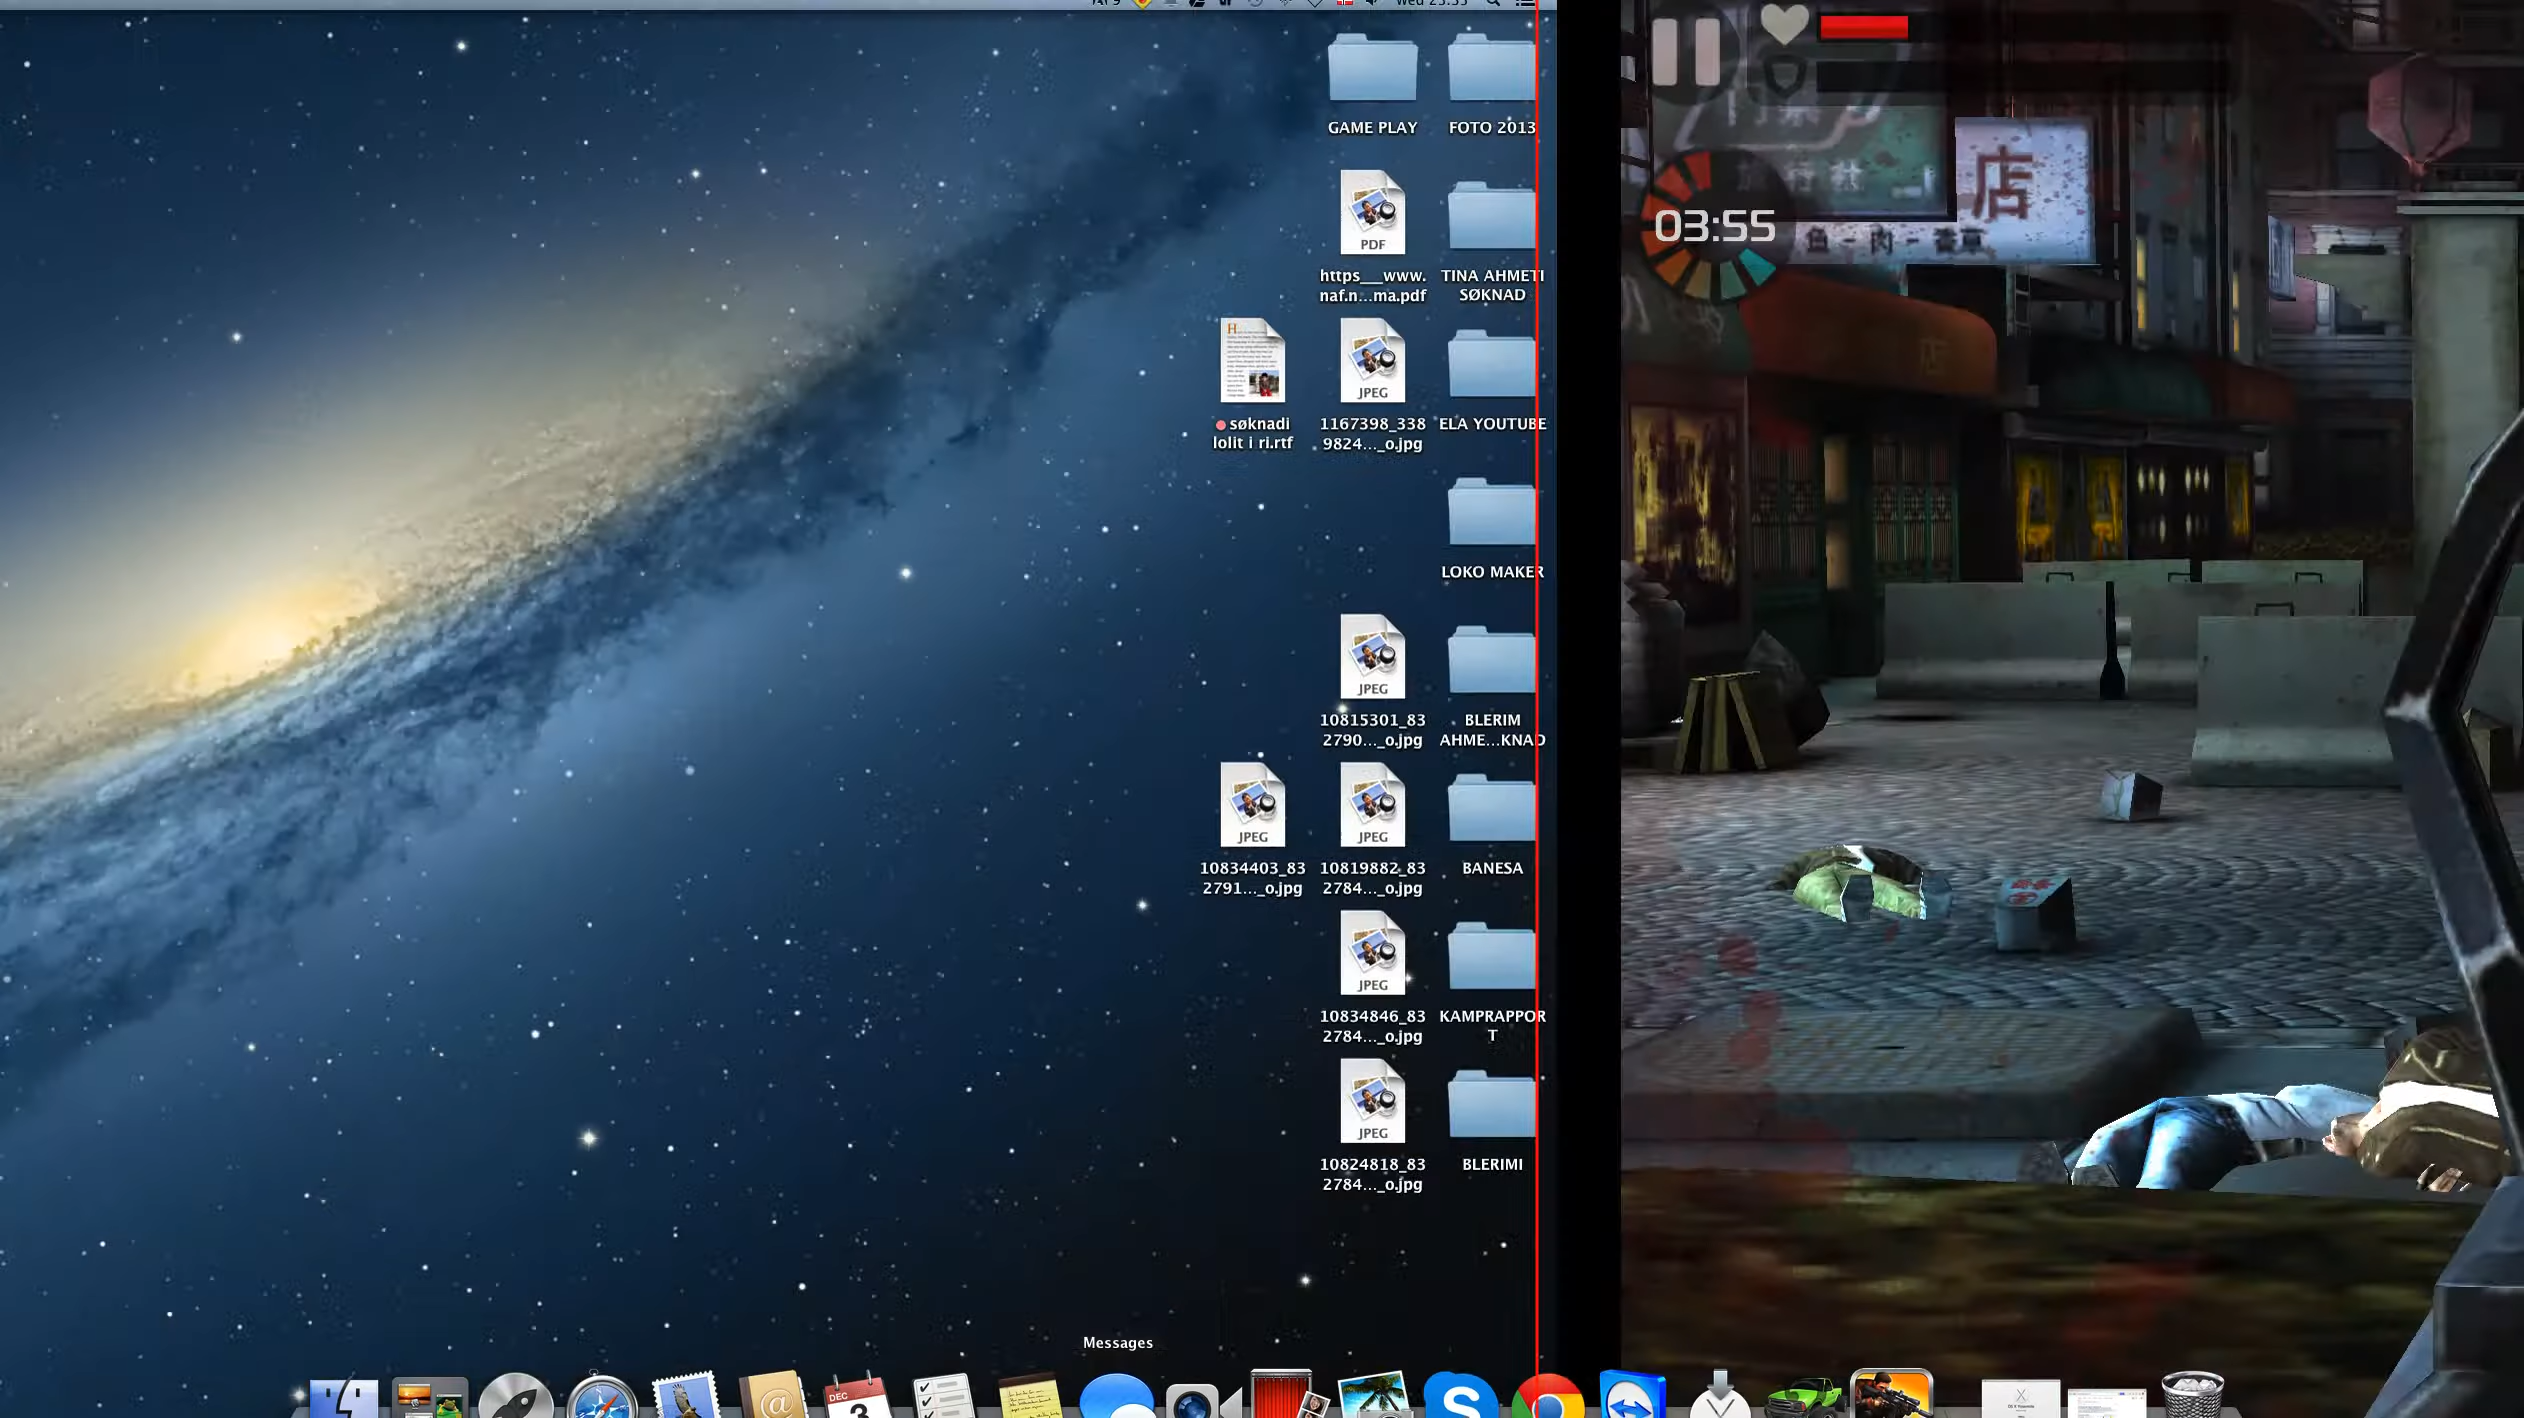 GAME PLAY
FOTO 2013
PDF
https__www.
naf.n...ma.pdf
TINA AHMETI
SØKNAD
søknadi
lolit i ri.rtf
JPEG
1167398_338
9824..._o.jpg
ELA YOUTUBE
LOKO MAKER
JPEG
10815301_83
2790..._o.jpg
BLERIM
AHME...KNAD
JPEG
10834403_83
2791..._o.jpg
JPEG
10819882_83
2784..._o.jpg
BANESA
JPEG
10834846_83
2784..._o.jpg
KAMPRAPPOR
T
JPEG
10824818_83
2784..._o.jpg
BLERIMI
Messages
DEC
03:55
店